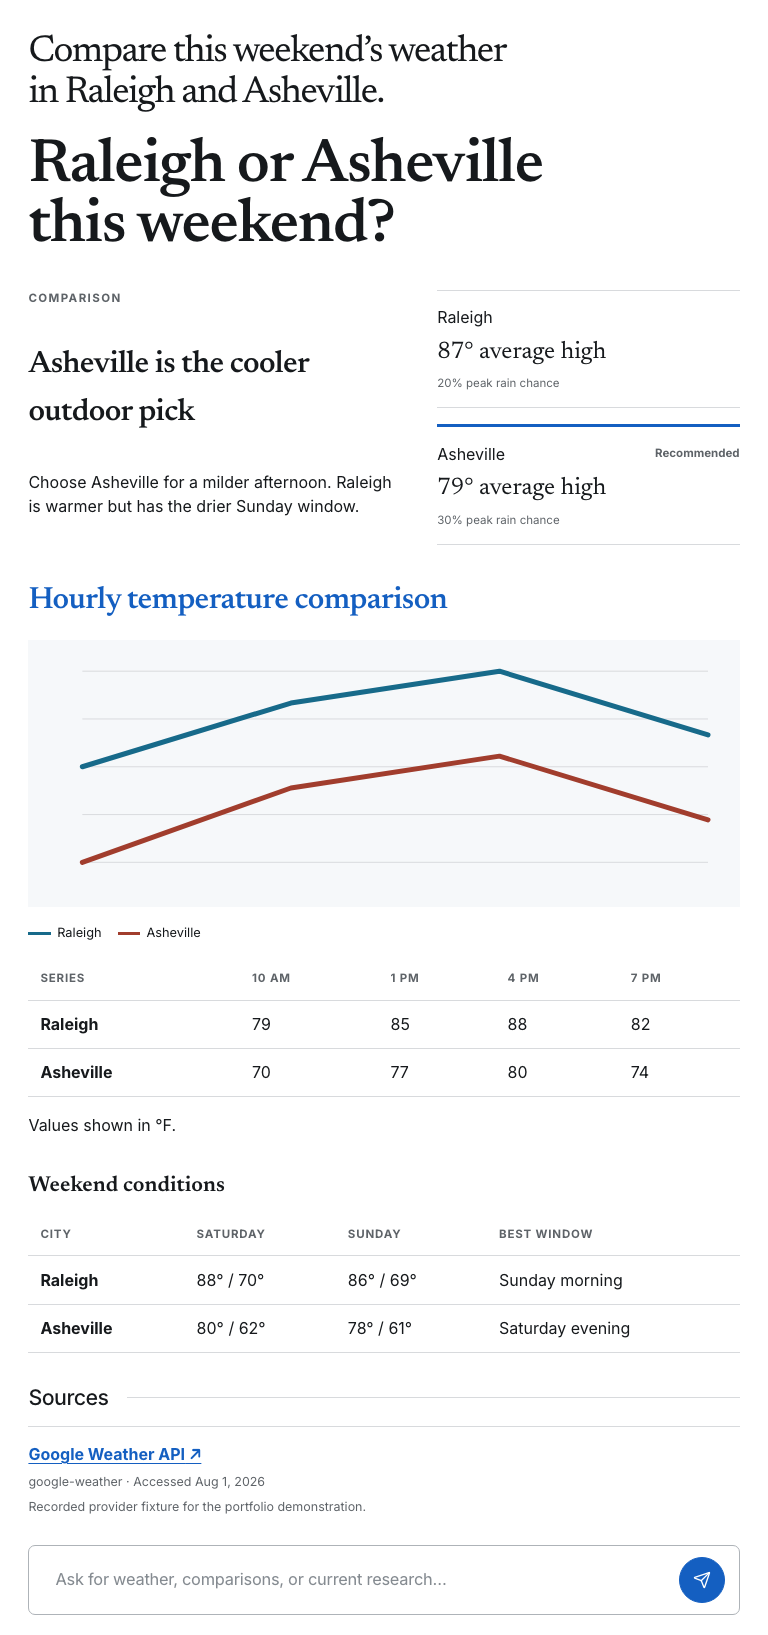 Compare this weekend’s weather
in Raleigh and Asheville.
Raleigh or Asheville
this weekend?
COMPARISON
Asheville is the cooler
outdoor pick
Choose Asheville for a milder afternoon. Raleigh
is warmer but has the drier Sunday window.
Raleigh
87° average high
20% peak rain chance
Asheville Recommended
79° average high
30% peak rain chance
Hourly temperature comparison
Raleigh Asheville
SERIES 10 AM 1 PM 4 PM 7 PM
Raleigh 79 85 88 82
Asheville 70 77 80 74
Values shown in °F.
Weekend conditions
CITY SATURDAY SUNDAY BEST WINDOW
Raleigh 88° / 70° 86° / 69° Sunday morning
Asheville 80° / 62° 78° / 61° Saturday evening
Sources
Google Weather API ↗
google-weather · Accessed Aug 1, 2026
Recorded provider fixture for the portfolio demonstration.
Ask for weather, comparisons, or current research...